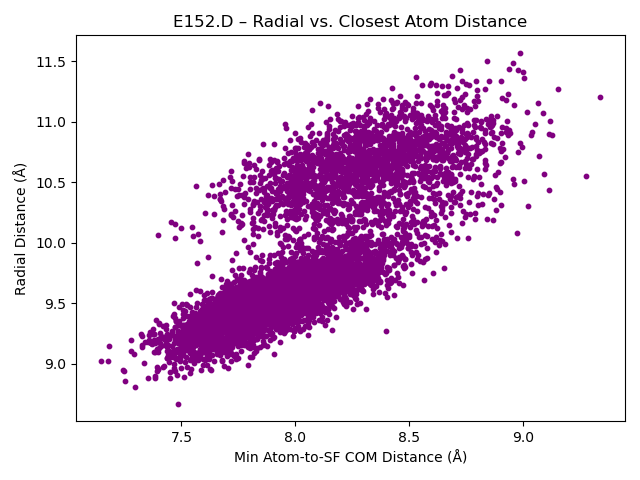 E152.D – Radial vs. Closest Atom Distance
11.5
11.0
10.5
10.0
9.5
9.0
Radial Distance (Å)
7.5 8.0 8.5 9.0
Min Atom-to-SF COM Distance (Å)